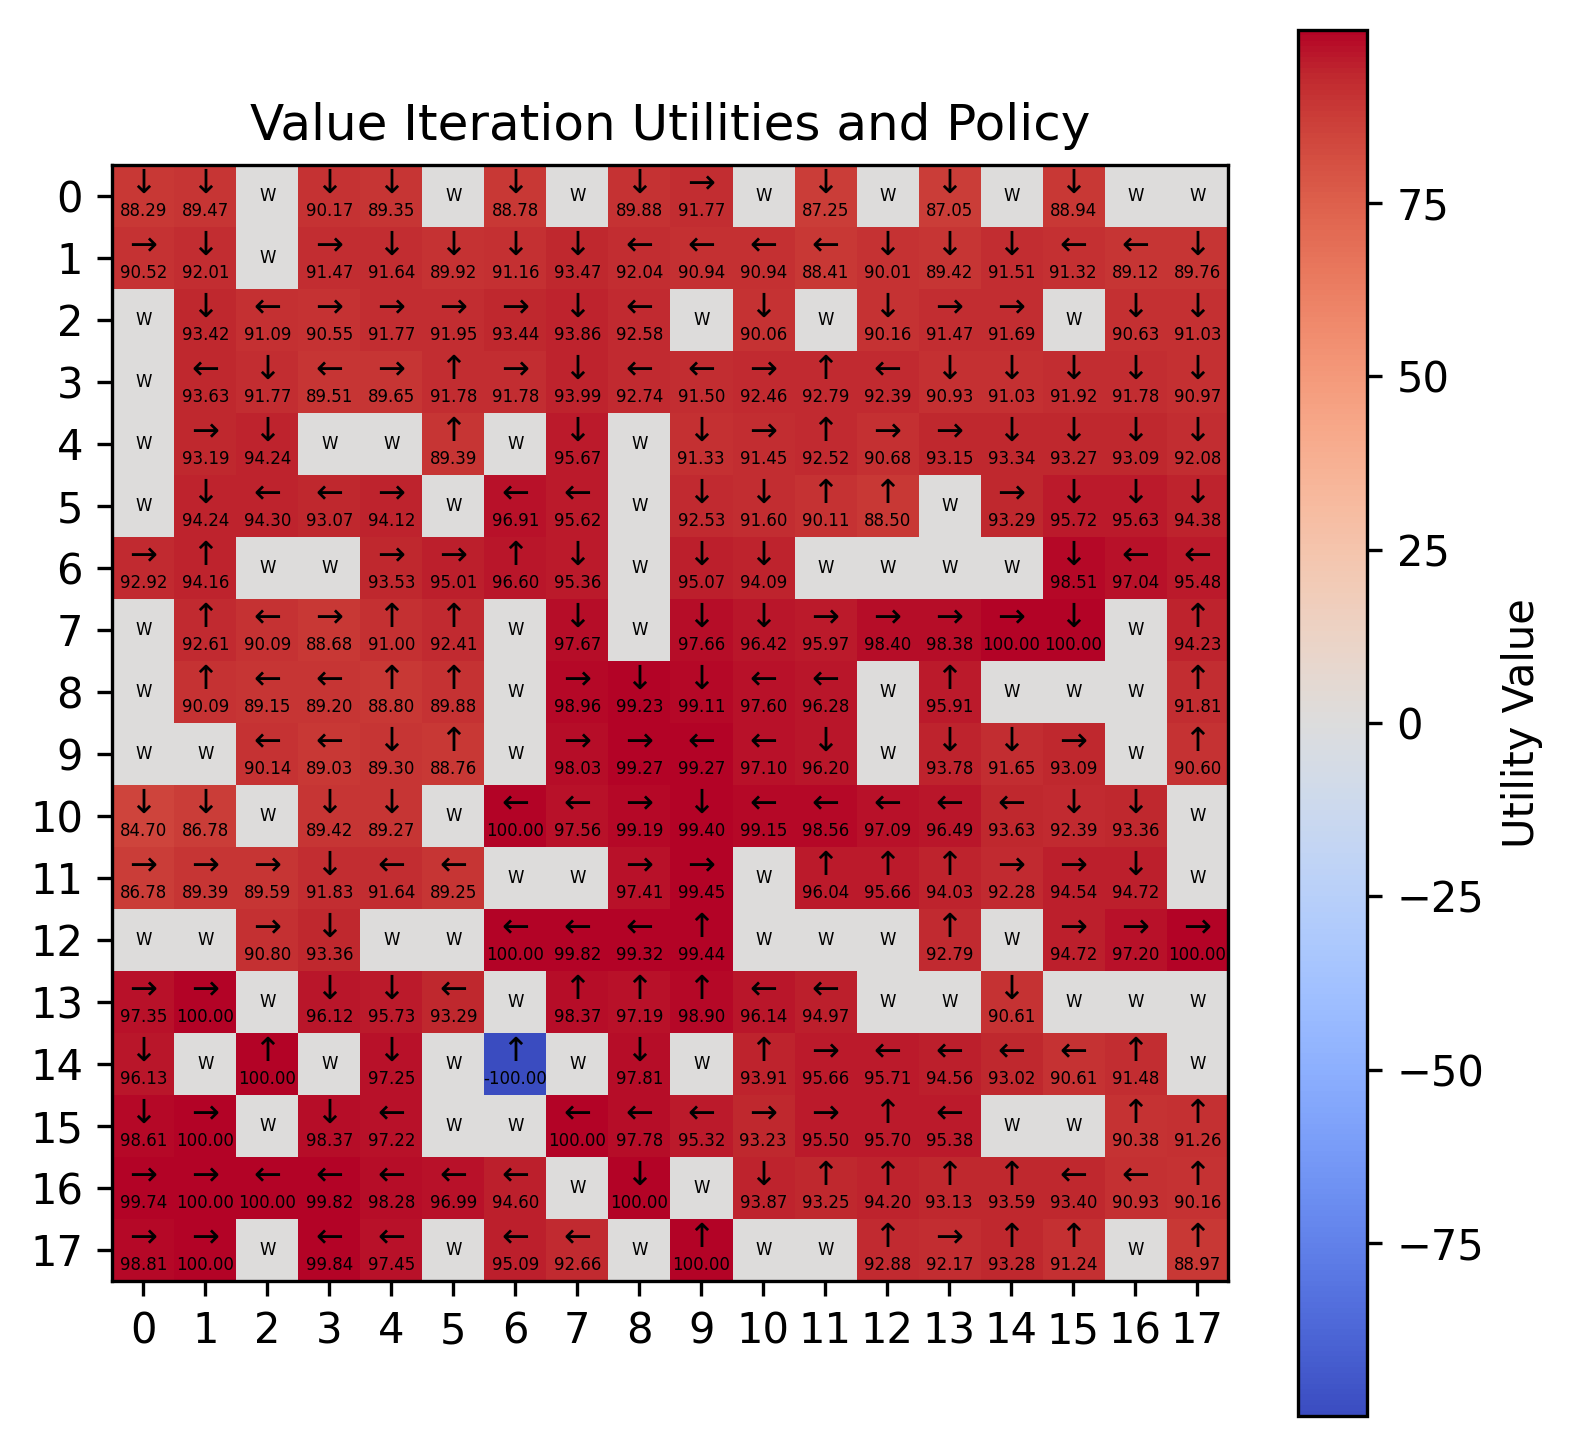 Value Iteration Utilities and Policy
0 ↓ ↓ W ↓ ↓ W ↓ W ↓ → W ↓ W ↓ W ↓ W W
88.29 89.47 90.17 89.35 88.78 89.88 91.77 87.25 87.05 88.94
1 → ↓ W → ↓ ↓ ↓ ↓ ← ← ← ← ↓ ↓ ↓ ← ← ↓
90.52 92.01 91.47 91.64 89.92 91.16 93.47 92.04 90.94 90.94 88.41 90.01 89.42 91.51 91.32 89.12 89.76
2 W ↓ ← → → → → ↓ ← W ↓ W ↓ → → W ↓ ↓
93.42 91.09 90.55 91.77 91.95 93.44 93.86 92.58 90.06 90.16 91.47 91.69 90.63 91.03
3 W ← ↓ ← → ↑ → ↓ ← ← → ↑ ← ↓ ↓ ↓ ↓ ↓
93.63 91.77 89.51 89.65 91.78 91.78 93.99 92.74 91.50 92.46 92.79 92.39 90.93 91.03 91.92 91.78 90.97
4 W → ↓ W W ↑ W ↓ W ↓ → ↑ → → ↓ ↓ ↓ ↓
93.19 94.24 89.39 95.67 91.33 91.45 92.52 90.68 93.15 93.34 93.27 93.09 92.08
5 W ↓ ← ← → W ← ← W ↓ ↓ ↑ ↑ W → ↓ ↓ ↓
94.24 94.30 93.07 94.12 96.91 95.62 92.53 91.60 90.11 88.50 93.29 95.72 95.63 94.38
6 → ↑ W W → → ↑ ↓ W ↓ ↓ W W W W ↓ ← ←
92.92 94.16 93.53 95.01 96.60 95.36 95.07 94.09 98.51 97.04 95.48
7 W ↑ ← → ↑ ↑ W ↓ W ↓ ↓ → → → → ↓ W ↑
92.61 90.09 88.68 91.00 92.41 97.67 97.66 96.42 95.97 98.40 98.38 100.00 100.00 94.23
8 W ↑ ← ← ↑ ↑ W → ↓ ↓ ← ← W ↑ W W W ↑
90.09 89.15 89.20 88.80 89.88 98.96 99.23 99.11 97.60 96.28 95.91 91.81
9 W W ← ← ↓ ↑ W → → ← ← ↓ W ↓ ↓ → W ↑
90.14 89.03 89.30 88.76 98.03 99.27 99.27 97.10 96.20 93.78 91.65 93.09 90.60
10 ↓ ↓ W ↓ ↓ W ← ← → ↓ ← ← ← ← ← ↓ ↓ W
84.70 86.78 89.42 89.27 100.00 97.56 99.19 99.40 99.15 98.56 97.09 96.49 93.63 92.39 93.36
11 → → → ↓ ← ← W W → → W ↑ ↑ ↑ → → ↓ W
86.78 89.39 89.59 91.83 91.64 89.25 97.41 99.45 96.04 95.66 94.03 92.28 94.54 94.72
12 W W → ↓ W W ← ← ← ↑ W W W ↑ W → → →
90.80 93.36 100.00 99.82 99.32 99.44 92.79 94.72 97.20 100.00
13 → → W ↓ ↓ ← W ↑ ↑ ↑ ← ← W W ↓ W W W
97.35 100.00 96.12 95.73 93.29 98.37 97.19 98.90 96.14 94.97 90.61
14 ↓ W ↑ W ↓ W ↑ W ↓ W ↑ → ← ← ← ← ↑ W
96.13 100.00 97.25 -100.00 97.81 93.91 95.66 95.71 94.56 93.02 90.61 91.48
15 ↓ → W ↓ ← W W ← ← ← → → ↑ ← W W ↑ ↑
98.61 100.00 98.37 97.22 100.00 97.78 95.32 93.23 95.50 95.70 95.38 90.38 91.26
16 → → ← ← ← ← ← W ↓ W ↓ ↑ ↑ ↑ ↑ ← ← ↑
99.74 100.00 100.00 99.82 98.28 96.99 94.60 100.00 93.87 93.25 94.20 93.13 93.59 93.40 90.93 90.16
17 → → W ← ← W ← ← W ↑ W W ↑ → ↑ ↑ W ↑
98.81 100.00 99.84 97.45 95.09 92.66 100.00 92.88 92.17 93.28 91.24 88.97
0 1 2 3 4 5 6 7 8 9 10 11 12 13 14 15 16 17
75
50
25
0
−25
−50
−75
Utility Value